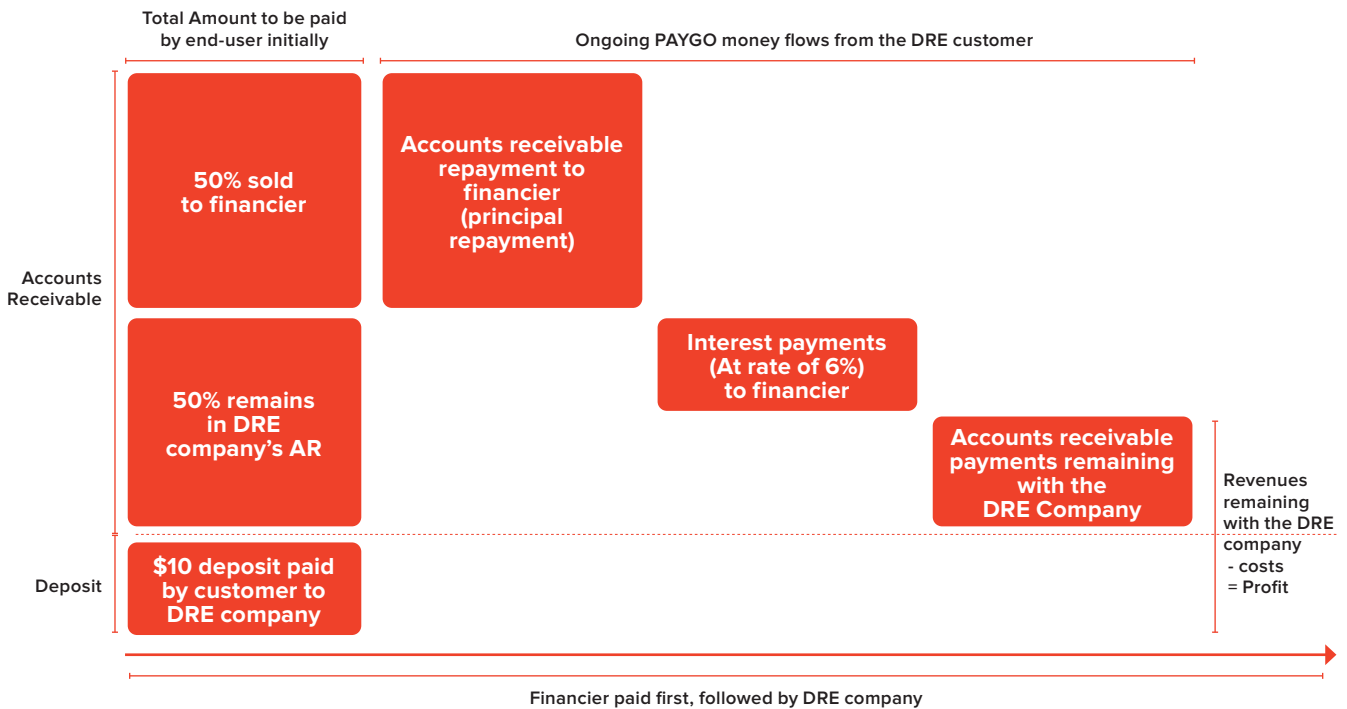 Total Amount to be paid
by end-user initially
Ongoing PAYGO money flows from the DRE customer
Accounts
Receivable
50% sold
to financier
Accounts receivable
repayment to
financier
(principal
repayment)
50% remains
in DRE
company’s AR
Interest payments
(At rate of 6%)
to financier
Accounts receivable
payments remaining
with the
DRE Company
Revenues
remaining
with the DRE
company
- costs
= Profit
Deposit
$10 deposit paid
by customer to
DRE company
Financier paid first, followed by DRE company